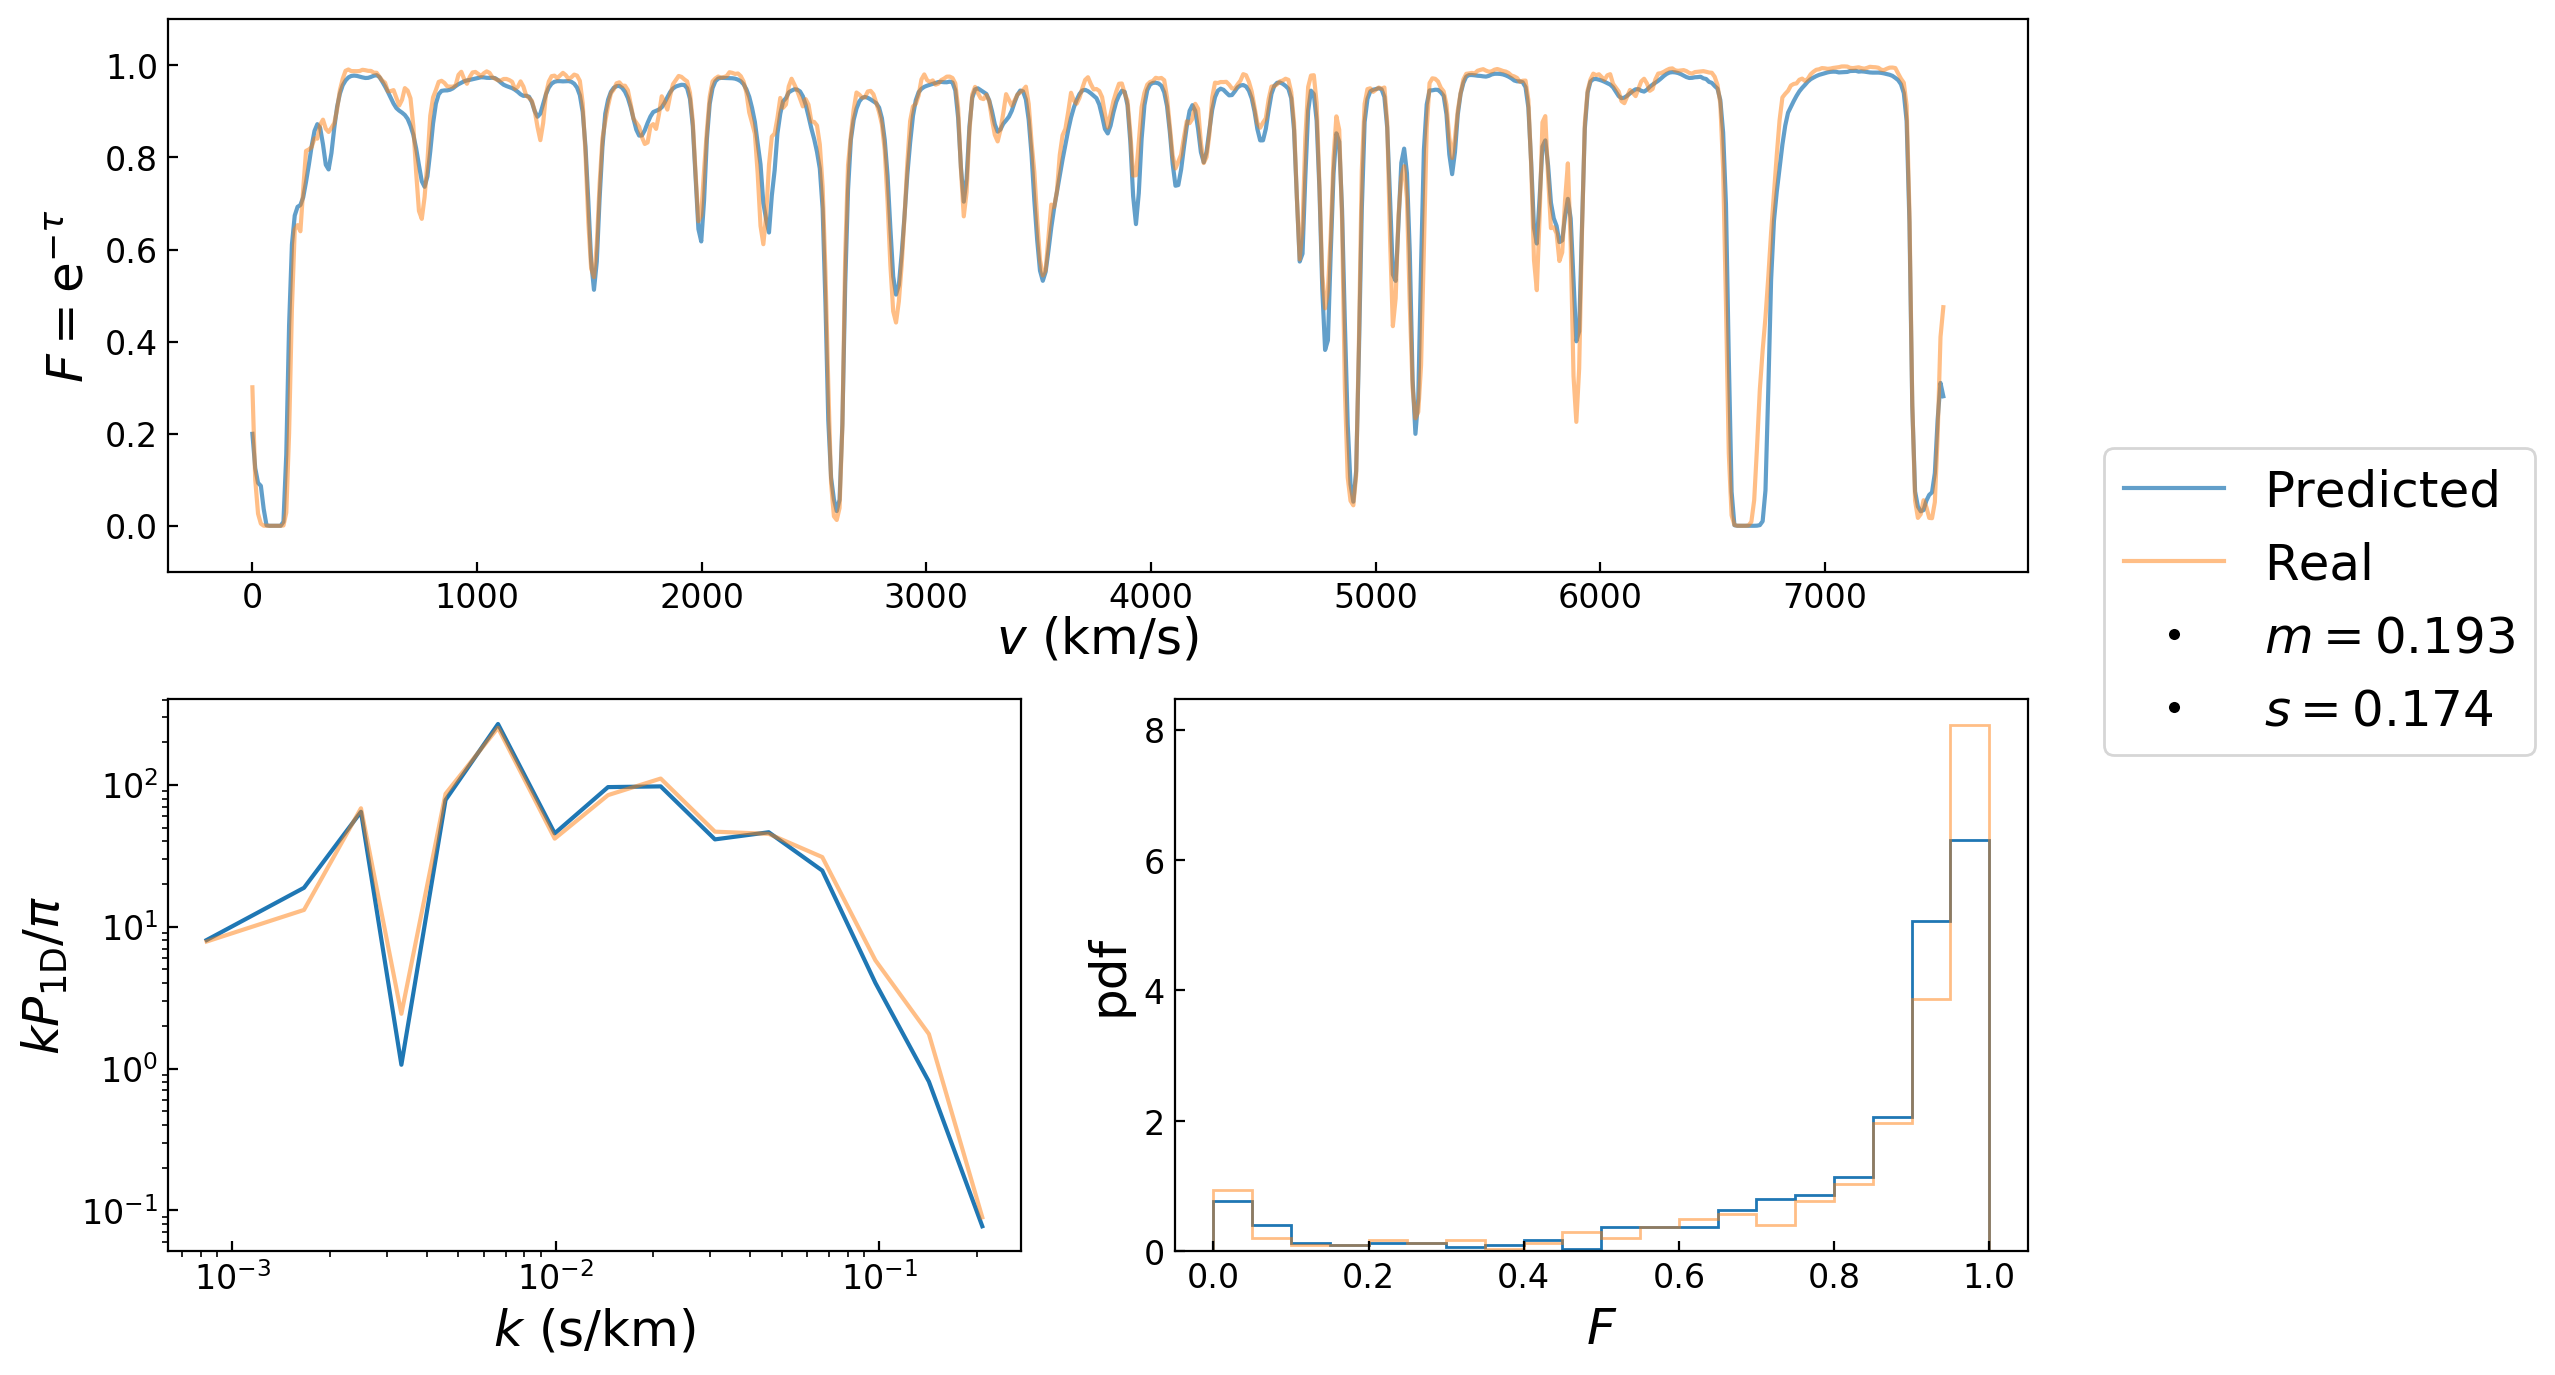 F = e^{-τ}
1.0
0.8
0.6
0.4
0.2
0.0
0 1000 2000 3000 4000 5000 6000 7000
v (km/s)
Predicted
Real
m = 0.193
s = 0.174
kP_{1D}/π
10^2
10^1
10^0
10^{-1}
10^{-3} 10^{-2} 10^{-1}
k (s/km)
pdf
8
6
4
2
0
0.0 0.2 0.4 0.6 0.8 1.0
F